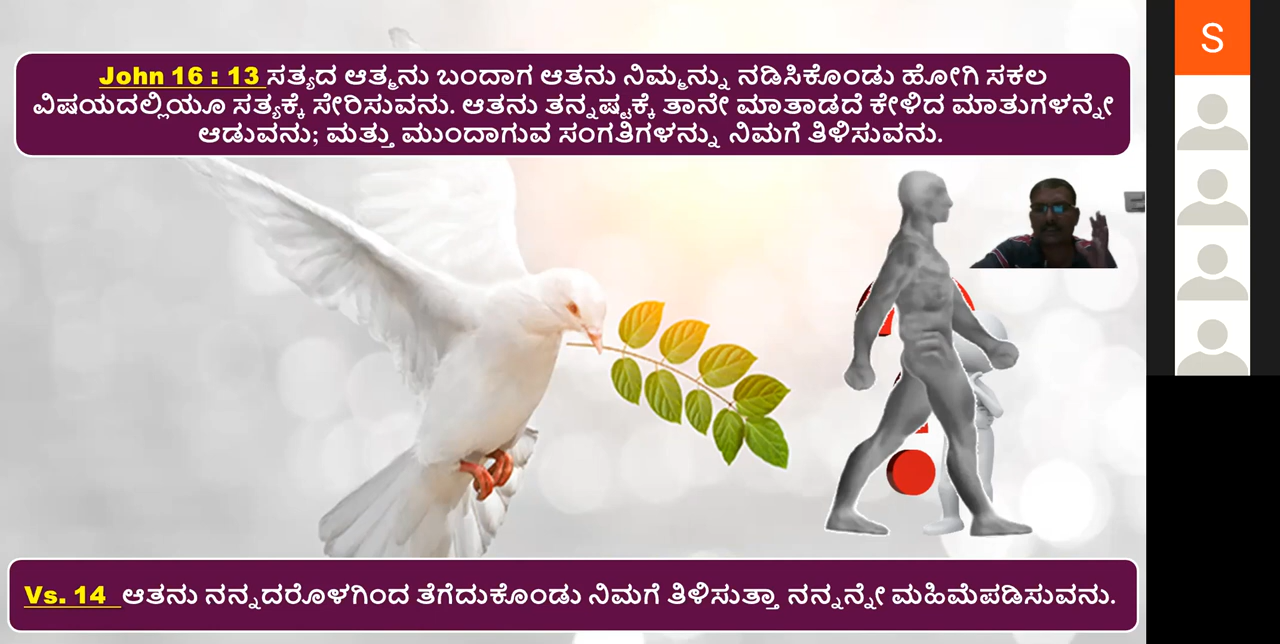 John 16 : 13 ಸತ್ಯದ ಆತ್ಮನು ಬಂದಾಗ ಆತನು ನಿಮ್ಮನ್ನು ನಡಿಸಿಕೊಂಡು ಹೋಗಿ ಸಕಲ
ವಿಷಯದಲ್ಲಿಯೂ ಸತ್ಯಕ್ಕೆ ಸೇರಿಸುವನು. ಆತನು ತನ್ನಷ್ಟಕ್ಕೆ ತಾನೇ ಮಾತಾಡದೆ ಕೇಳಿದ ಮಾತುಗಳನ್ನೇ
ಆಡುವನು; ಮತ್ತು ಮುಂದಾಗುವ ಸಂಗತಿಗಳನ್ನು ನಿಮಗೆ ತಿಳಿಸುವನು.
S
Vs. 14 ಆತನು ನನ್ನದರೊಳಗಿಂದ ತೆಗೆದುಕೊಂಡು ನಿಮಗೆ ತಿಳಿಸುತ್ತಾ ನನ್ನನ್ನೇ ಮಹಿಮೆಪಡಿಸುವನು.